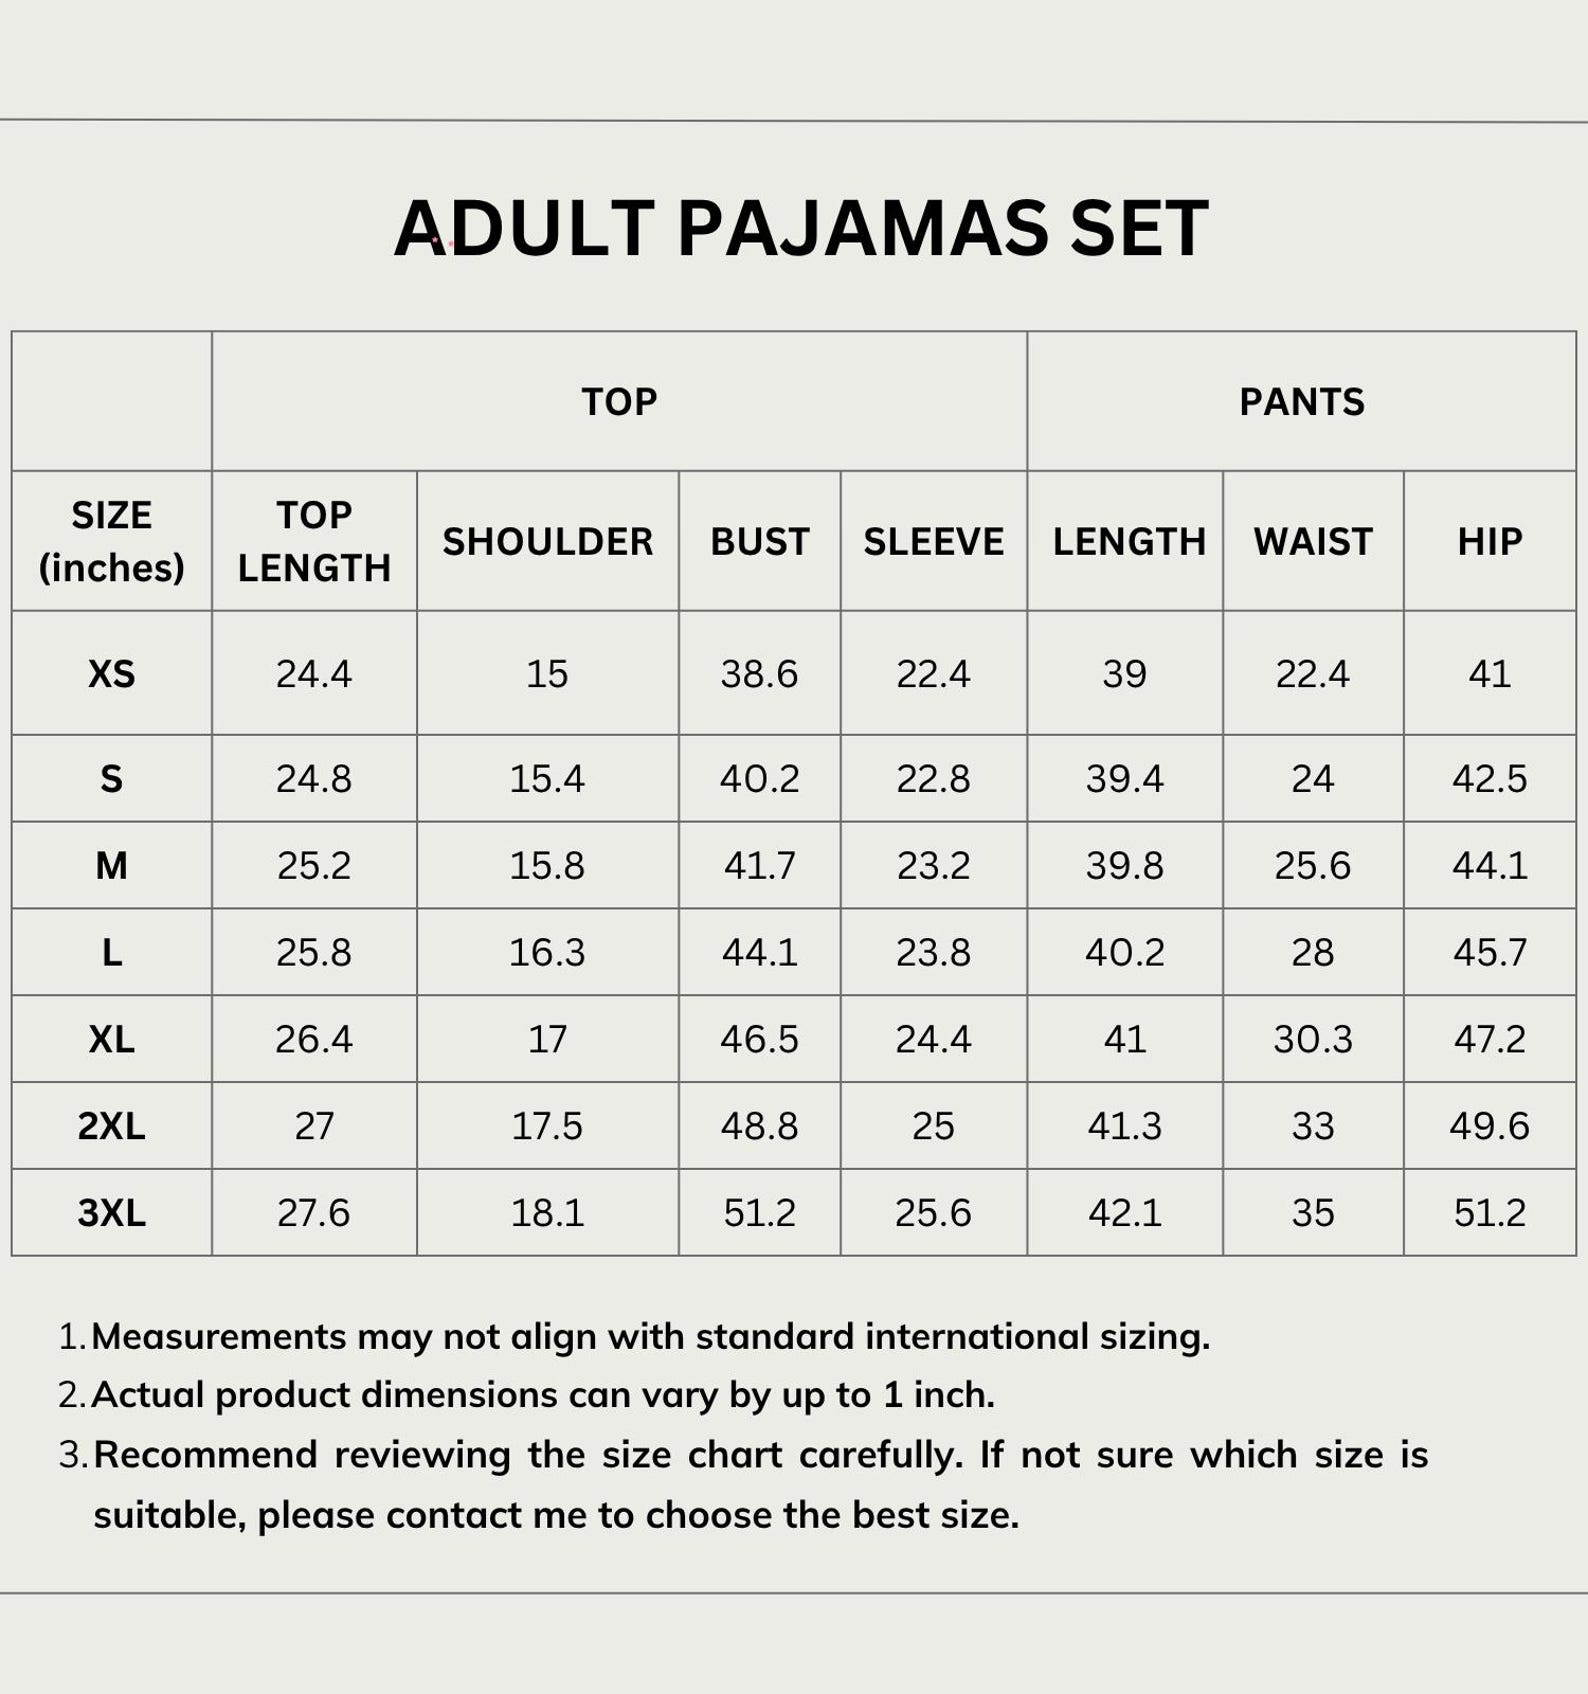 ADULT PAJAMAS SET
TOP PANTS
SIZE (inches) TOP LENGTH SHOULDER BUST SLEEVE LENGTH WAIST HIP
XS 24.4 15 38.6 22.4 39 22.4 41
S 24.8 15.4 40.2 22.8 39.4 24 42.5
M 25.2 15.8 41.7 23.2 39.8 25.6 44.1
L 25.8 16.3 44.1 23.8 40.2 28 45.7
XL 26.4 17 46.5 24.4 41 30.3 47.2
2XL 27 17.5 48.8 25 41.3 33 49.6
3XL 27.6 18.1 51.2 25.6 42.1 35 51.2
1. Measurements may not align with standard international sizing.
2. Actual product dimensions can vary by up to 1 inch.
3. Recommend reviewing the size chart carefully. If not sure which size is
suitable, please contact me to choose the best size.